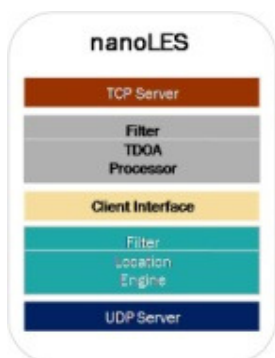 nanoLES
TCP Server
Filter
TDOA
Processor
Client Interface
Filter
Location
Engine
UDP Server